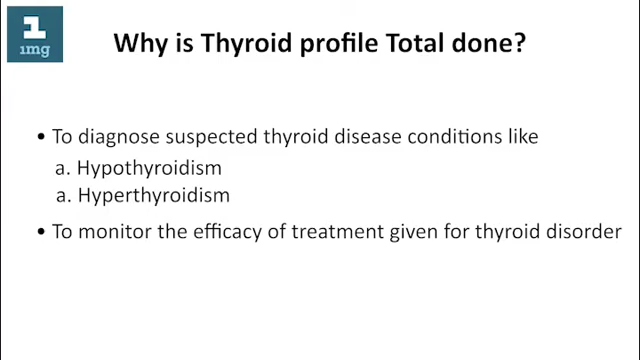 1
1mg
Why is Thyroid profile Total done?
• To diagnose suspected thyroid disease conditions like
a. Hypothyroidism
a. Hyperthyroidism
• To monitor the efficacy of treatment given for thyroid disorder